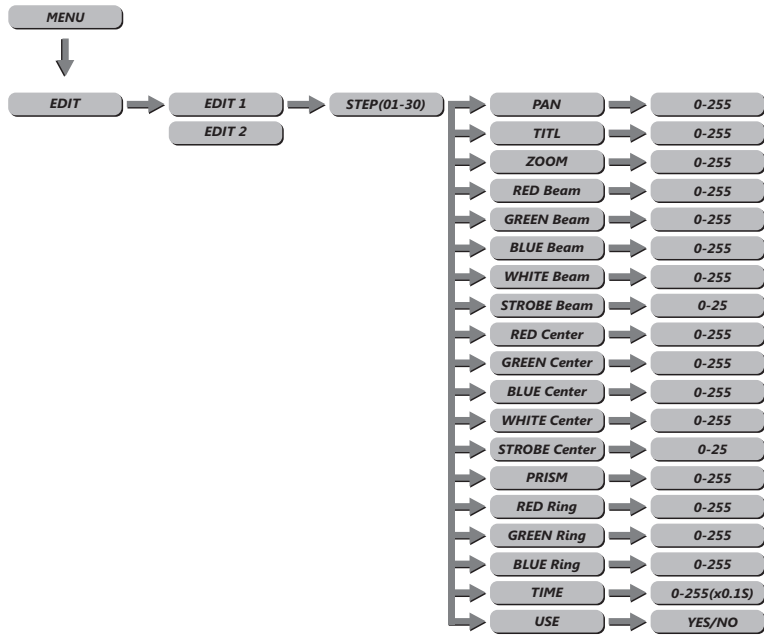 MENU
EDIT EDIT 1 STEP(01-30) PAN 0-255
EDIT 2 TITL 0-255
ZOOM 0-255
RED Beam 0-255
GREEN Beam 0-255
BLUE Beam 0-255
WHITE Beam 0-255
STROBE Beam 0-25
RED Center 0-255
GREEN Center 0-255
BLUE Center 0-255
WHITE Center 0-255
STROBE Center 0-25
PRISM 0-255
RED Ring 0-255
GREEN Ring 0-255
BLUE Ring 0-255
TIME 0-255(x0.1S)
USE YES/NO